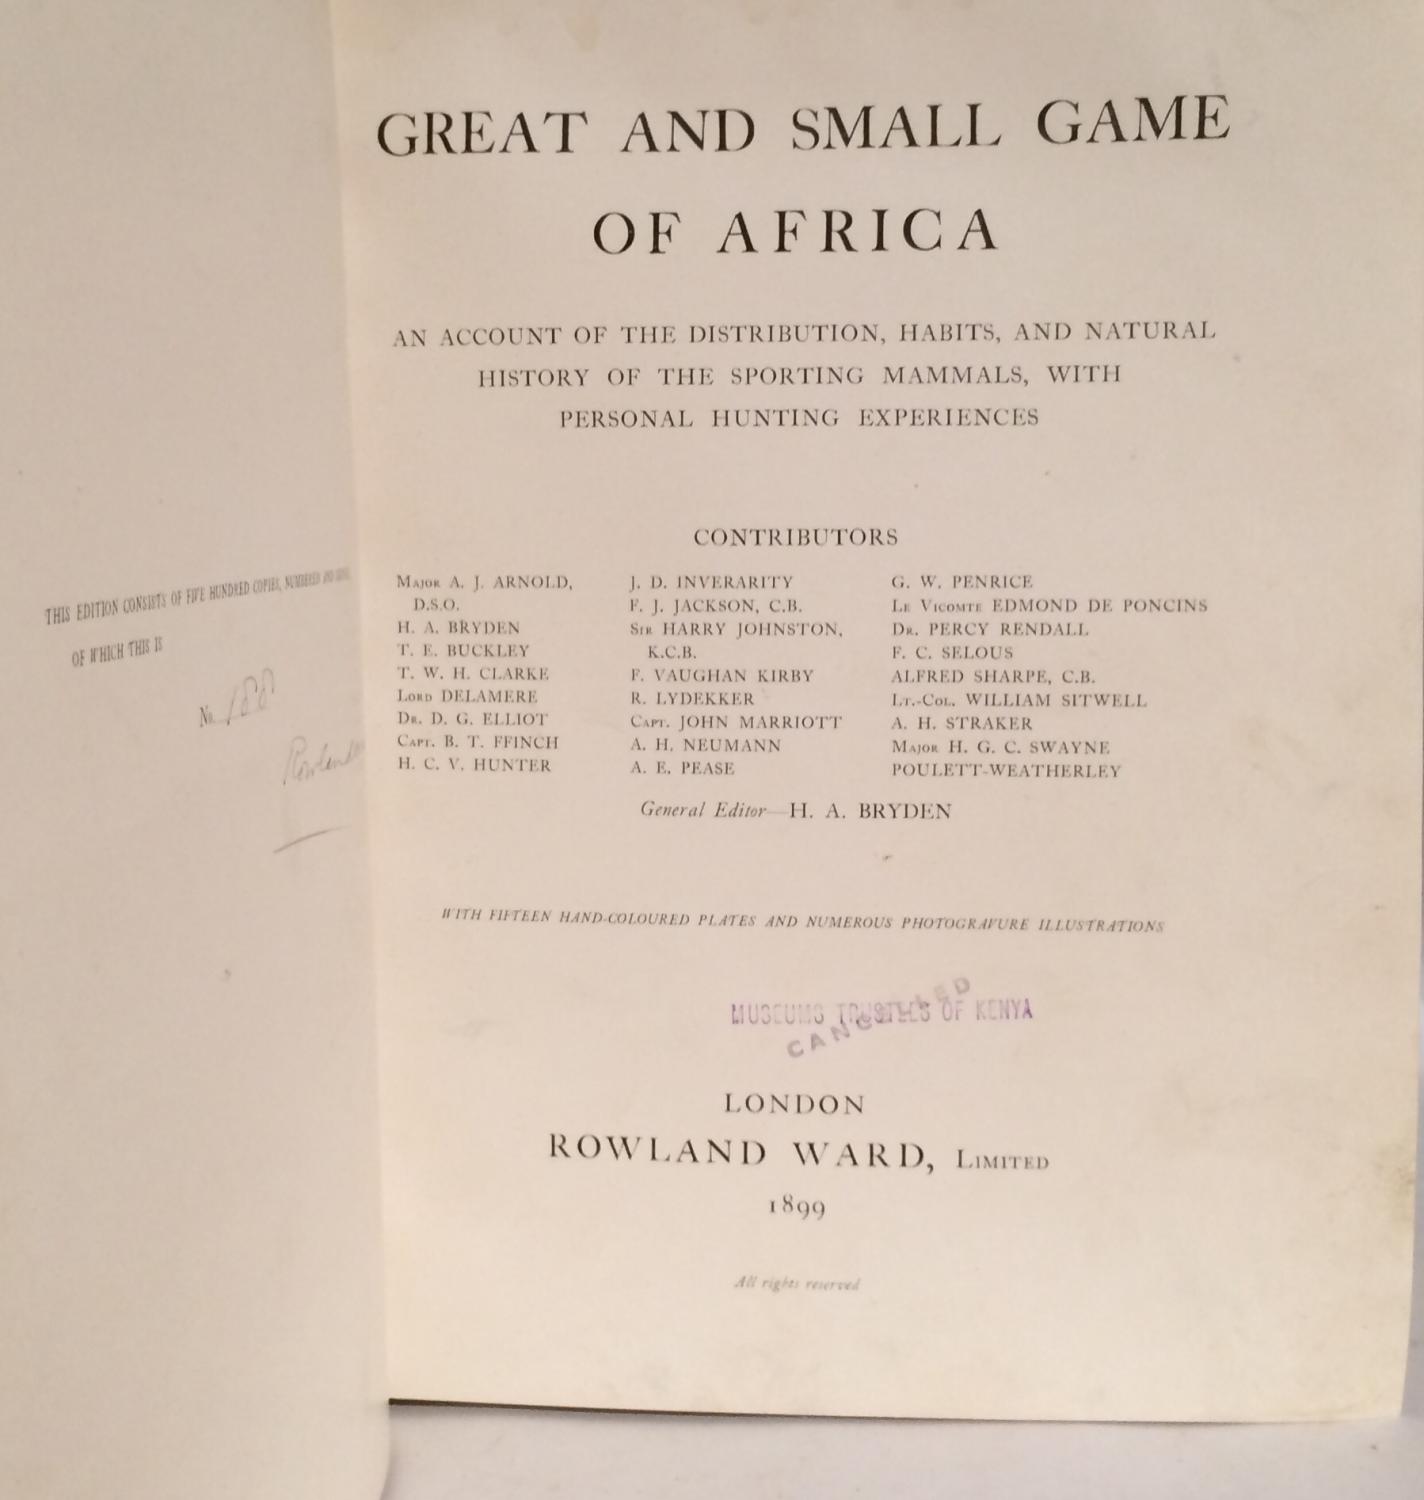 THIS EDITION CONSISTS OF FIVE HUNDRED COPIES, NUMBERED AND
OF WHICH THIS IS
No. 188
Rowland
GREAT AND SMALL GAME
OF AFRICA
AN ACCOUNT OF THE DISTRIBUTION, HABITS, AND NATURAL
HISTORY OF THE SPORTING MAMMALS, WITH
PERSONAL HUNTING EXPERIENCES
CONTRIBUTORS
Major A. J. ARNOLD,
D.S.O.
H. A. BRYDEN
T. E. BUCKLEY
T. W. H. CLARKE
Lord DELAMERE
Dr. D. G. ELLIOT
Capt. B. T. FFINCH
H. C. V. HUNTER
J. D. INVERARITY
F. J. JACKSON, C.B.
Sir HARRY JOHNSTON,
K.C.B.
F. VAUGHAN KIRBY
R. LYDEKKER
Capt. JOHN MARRIOTT
A. H. NEUMANN
A. E. PEASE
G. W. PENRICE
Le Vicomte EDMOND DE PONCINS
Dr. PERCY RENDALL
F. C. SELOUS
ALFRED SHARPE, C.B.
Lt.-Col. WILLIAM SITWELL
A. H. STRAKER
Major H. G. C. SWAYNE
POULETT-WEATHERLEY
General Editor—H. A. BRYDEN
WITH FIFTEEN HAND-COLOURED PLATES AND NUMEROUS PHOTOGRAVURE ILLUSTRATIONS
MUSEUMS TRUSTEES OF KENYA
CANCELLED
LONDON
ROWLAND WARD, Limited
1899
All rights reserved